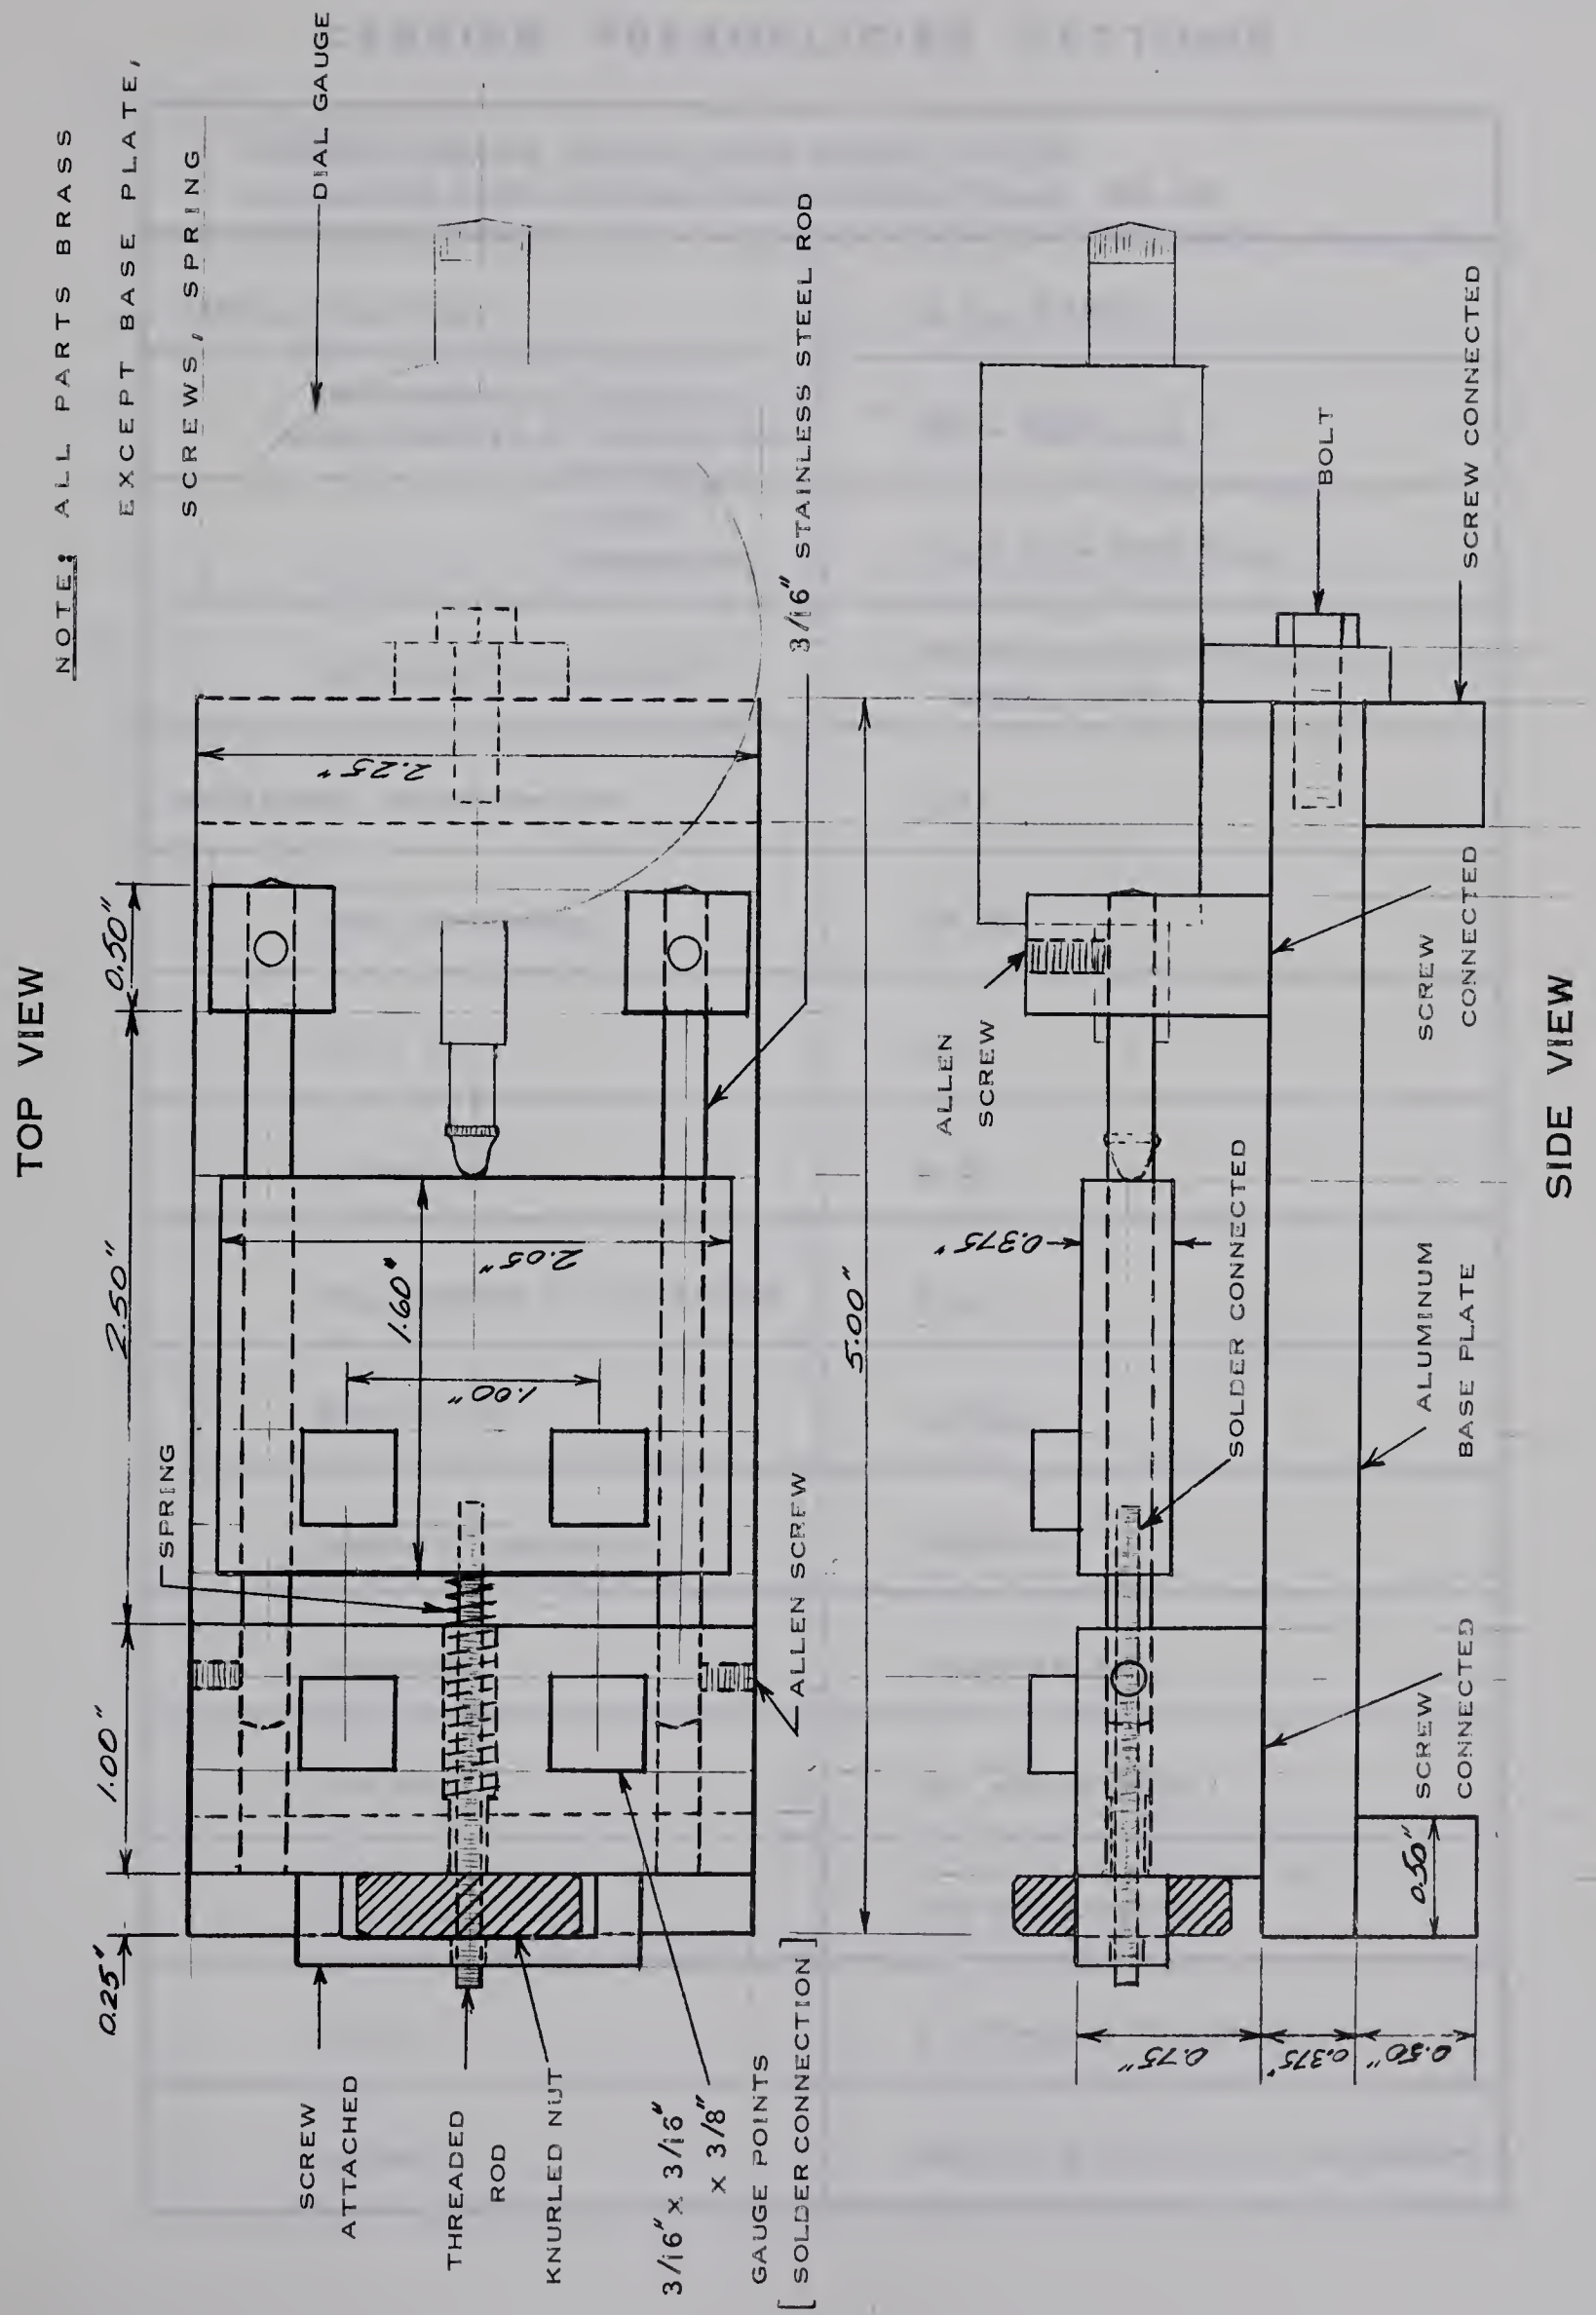 TOP VIEW
NOTE: ALL PARTS BRASS
EXCEPT BASE PLATE,
SCREWS, SPRING
0.25"
1.00"
2.50"
0.50"
SPRING
DIAL GAUGE
2.25"
2.05"
1.60"
1.00"
SCREW
ATTACHED
THREADED
ROD
KNURLED NUT
3/16" x 3/16"
x 3/8"
GAUGE POINTS
[SOLDER CONNECTION]
ALLEN SCREW
3/16" STAINLESS STEEL ROD
5.00"
ALLEN
SCREW
0.375"
SOLDER CONNECTED
BOLT
SCREW CONNECTED
0.75"
0.375"
0.50"
0.50"
SCREW
CONNECTED
ALUMINUM
BASE PLATE
SCREW
CONNECTED
SIDE VIEW